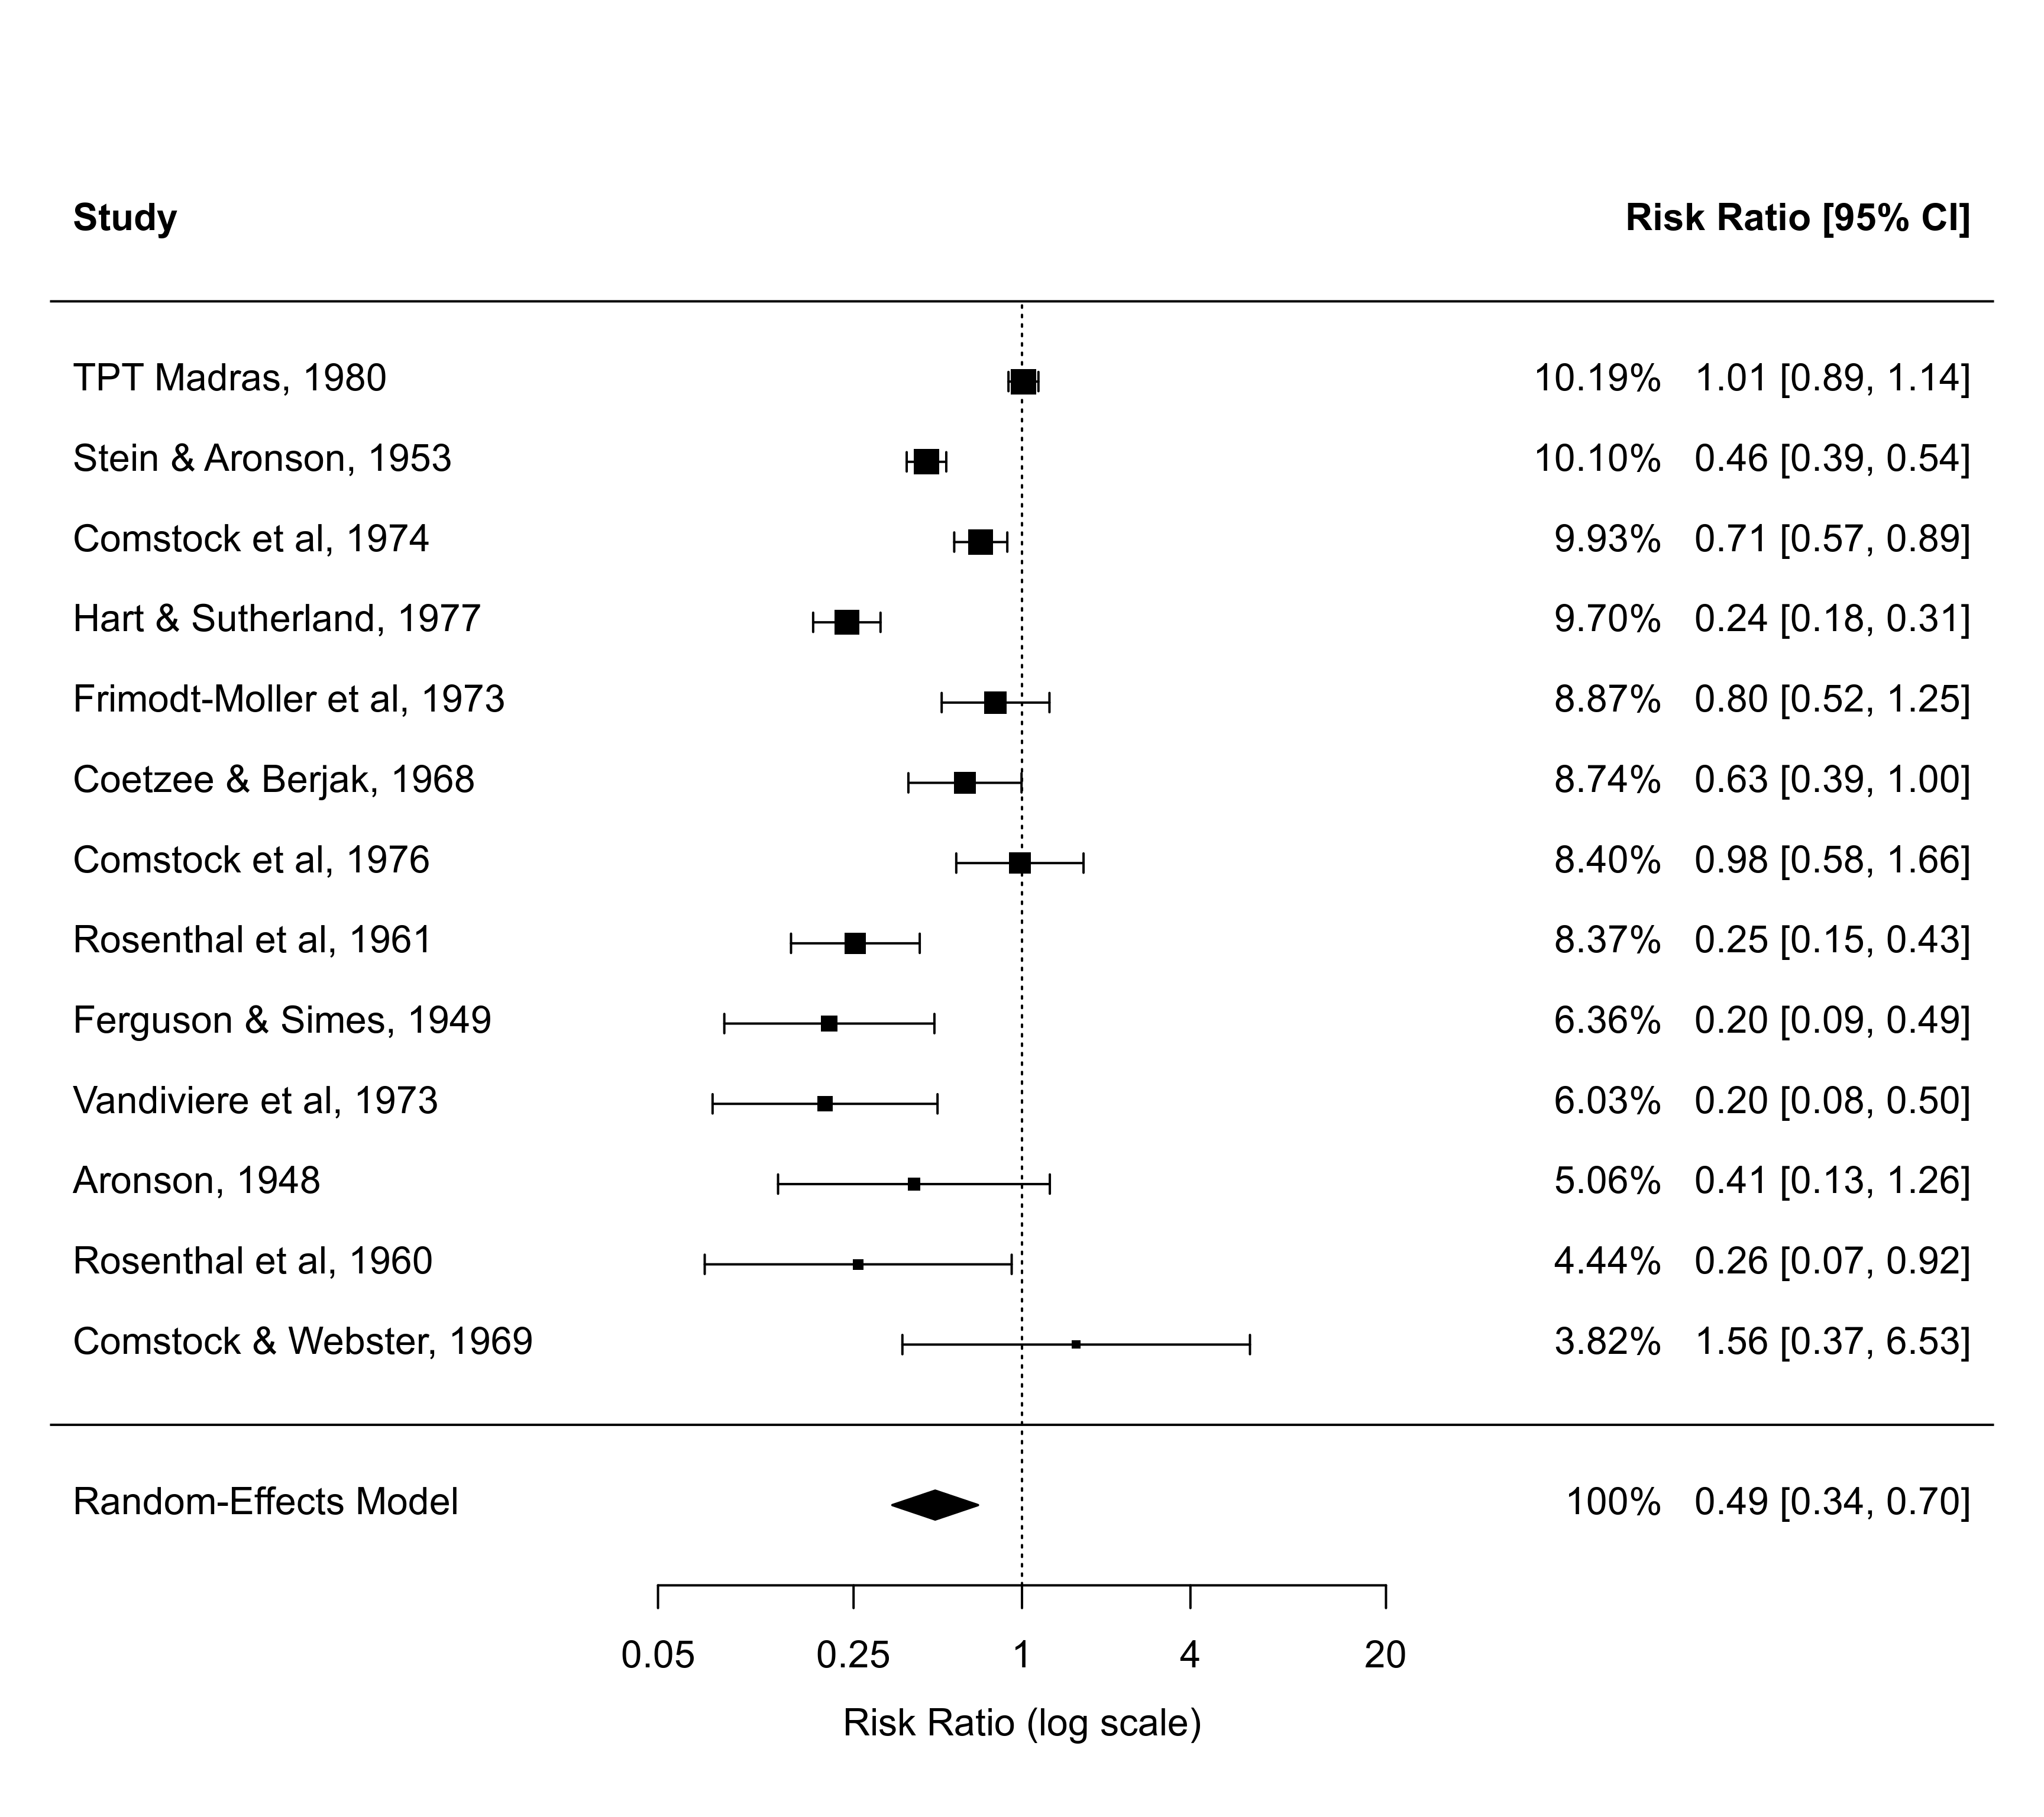 Study Risk Ratio [95% CI]
TPT Madras, 1980 10.19% 1.01 [0.89, 1.14]
Stein & Aronson, 1953 10.10% 0.46 [0.39, 0.54]
Comstock et al, 1974 9.93% 0.71 [0.57, 0.89]
Hart & Sutherland, 1977 9.70% 0.24 [0.18, 0.31]
Frimodt-Moller et al, 1973 8.87% 0.80 [0.52, 1.25]
Coetzee & Berjak, 1968 8.74% 0.63 [0.39, 1.00]
Comstock et al, 1976 8.40% 0.98 [0.58, 1.66]
Rosenthal et al, 1961 8.37% 0.25 [0.15, 0.43]
Ferguson & Simes, 1949 6.36% 0.20 [0.09, 0.49]
Vandiviere et al, 1973 6.03% 0.20 [0.08, 0.50]
Aronson, 1948 5.06% 0.41 [0.13, 1.26]
Rosenthal et al, 1960 4.44% 0.26 [0.07, 0.92]
Comstock & Webster, 1969 3.82% 1.56 [0.37, 6.53]
Random-Effects Model 100% 0.49 [0.34, 0.70]
0.05 0.25 1 4 20
Risk Ratio (log scale)